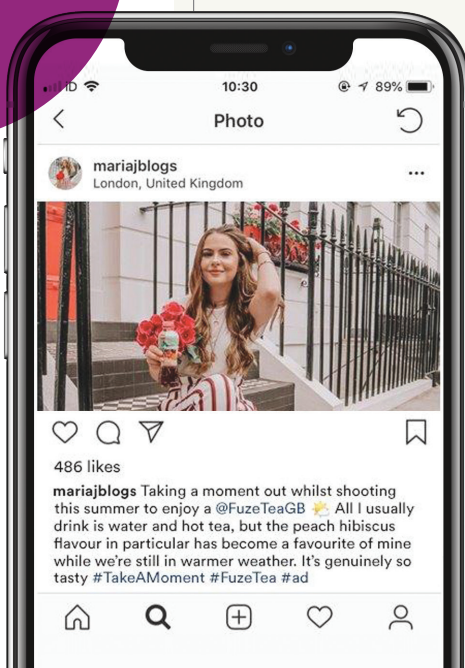 10:30
89%
Photo
mariajblogs
London, United Kingdom
486 likes
mariajblogs Taking a moment out whilst shooting
this summer to enjoy a @FuzeTeaGB 🌤️ All I usually
drink is water and hot tea, but the peach hibiscus
flavour in particular has become a favourite of mine
while we're still in warmer weather. It's genuinely so
tasty #TakeAMoment #FuzeTea #ad